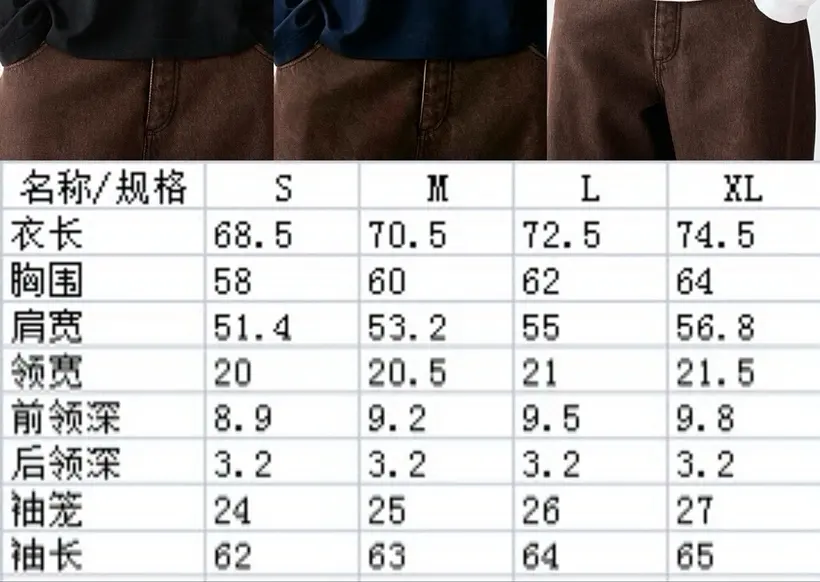 名称/规格 S M L XL
衣长 68.5 70.5 72.5 74.5
胸围 58 60 62 64
肩宽 51.4 53.2 55 56.8
领宽 20 20.5 21 21.5
前领深 8.9 9.2 9.5 9.8
后领深 3.2 3.2 3.2 3.2
袖笼 24 25 26 27
袖长 62 63 64 65